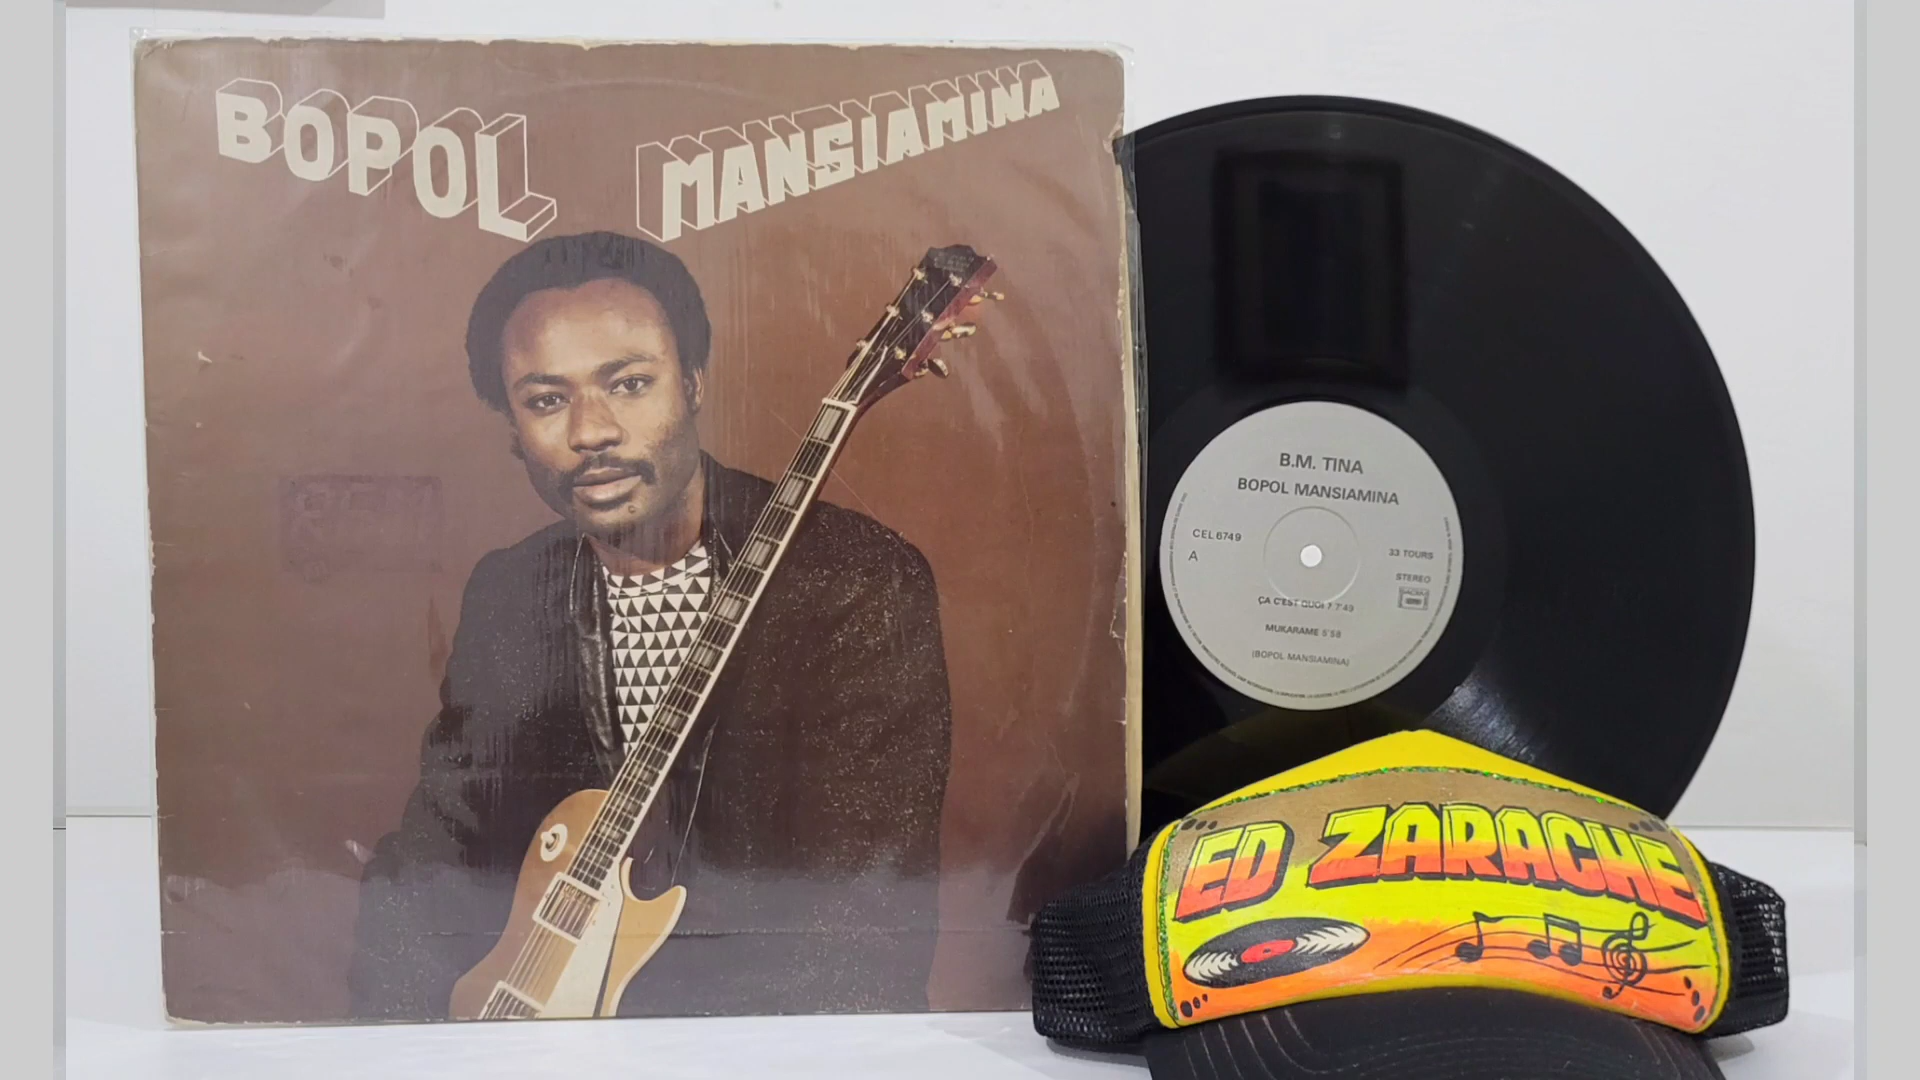 BOPOL MANSIAMINA
B.M. TINA
BOPOL MANSIAMINA
CEL 6749
A
33 TOURS
STEREO
SACEM
ÇA C'EST QUOI ? 7'49
MUKARAME 5'58
(BOPOL MANSIAMINA)
ED ZARACHE